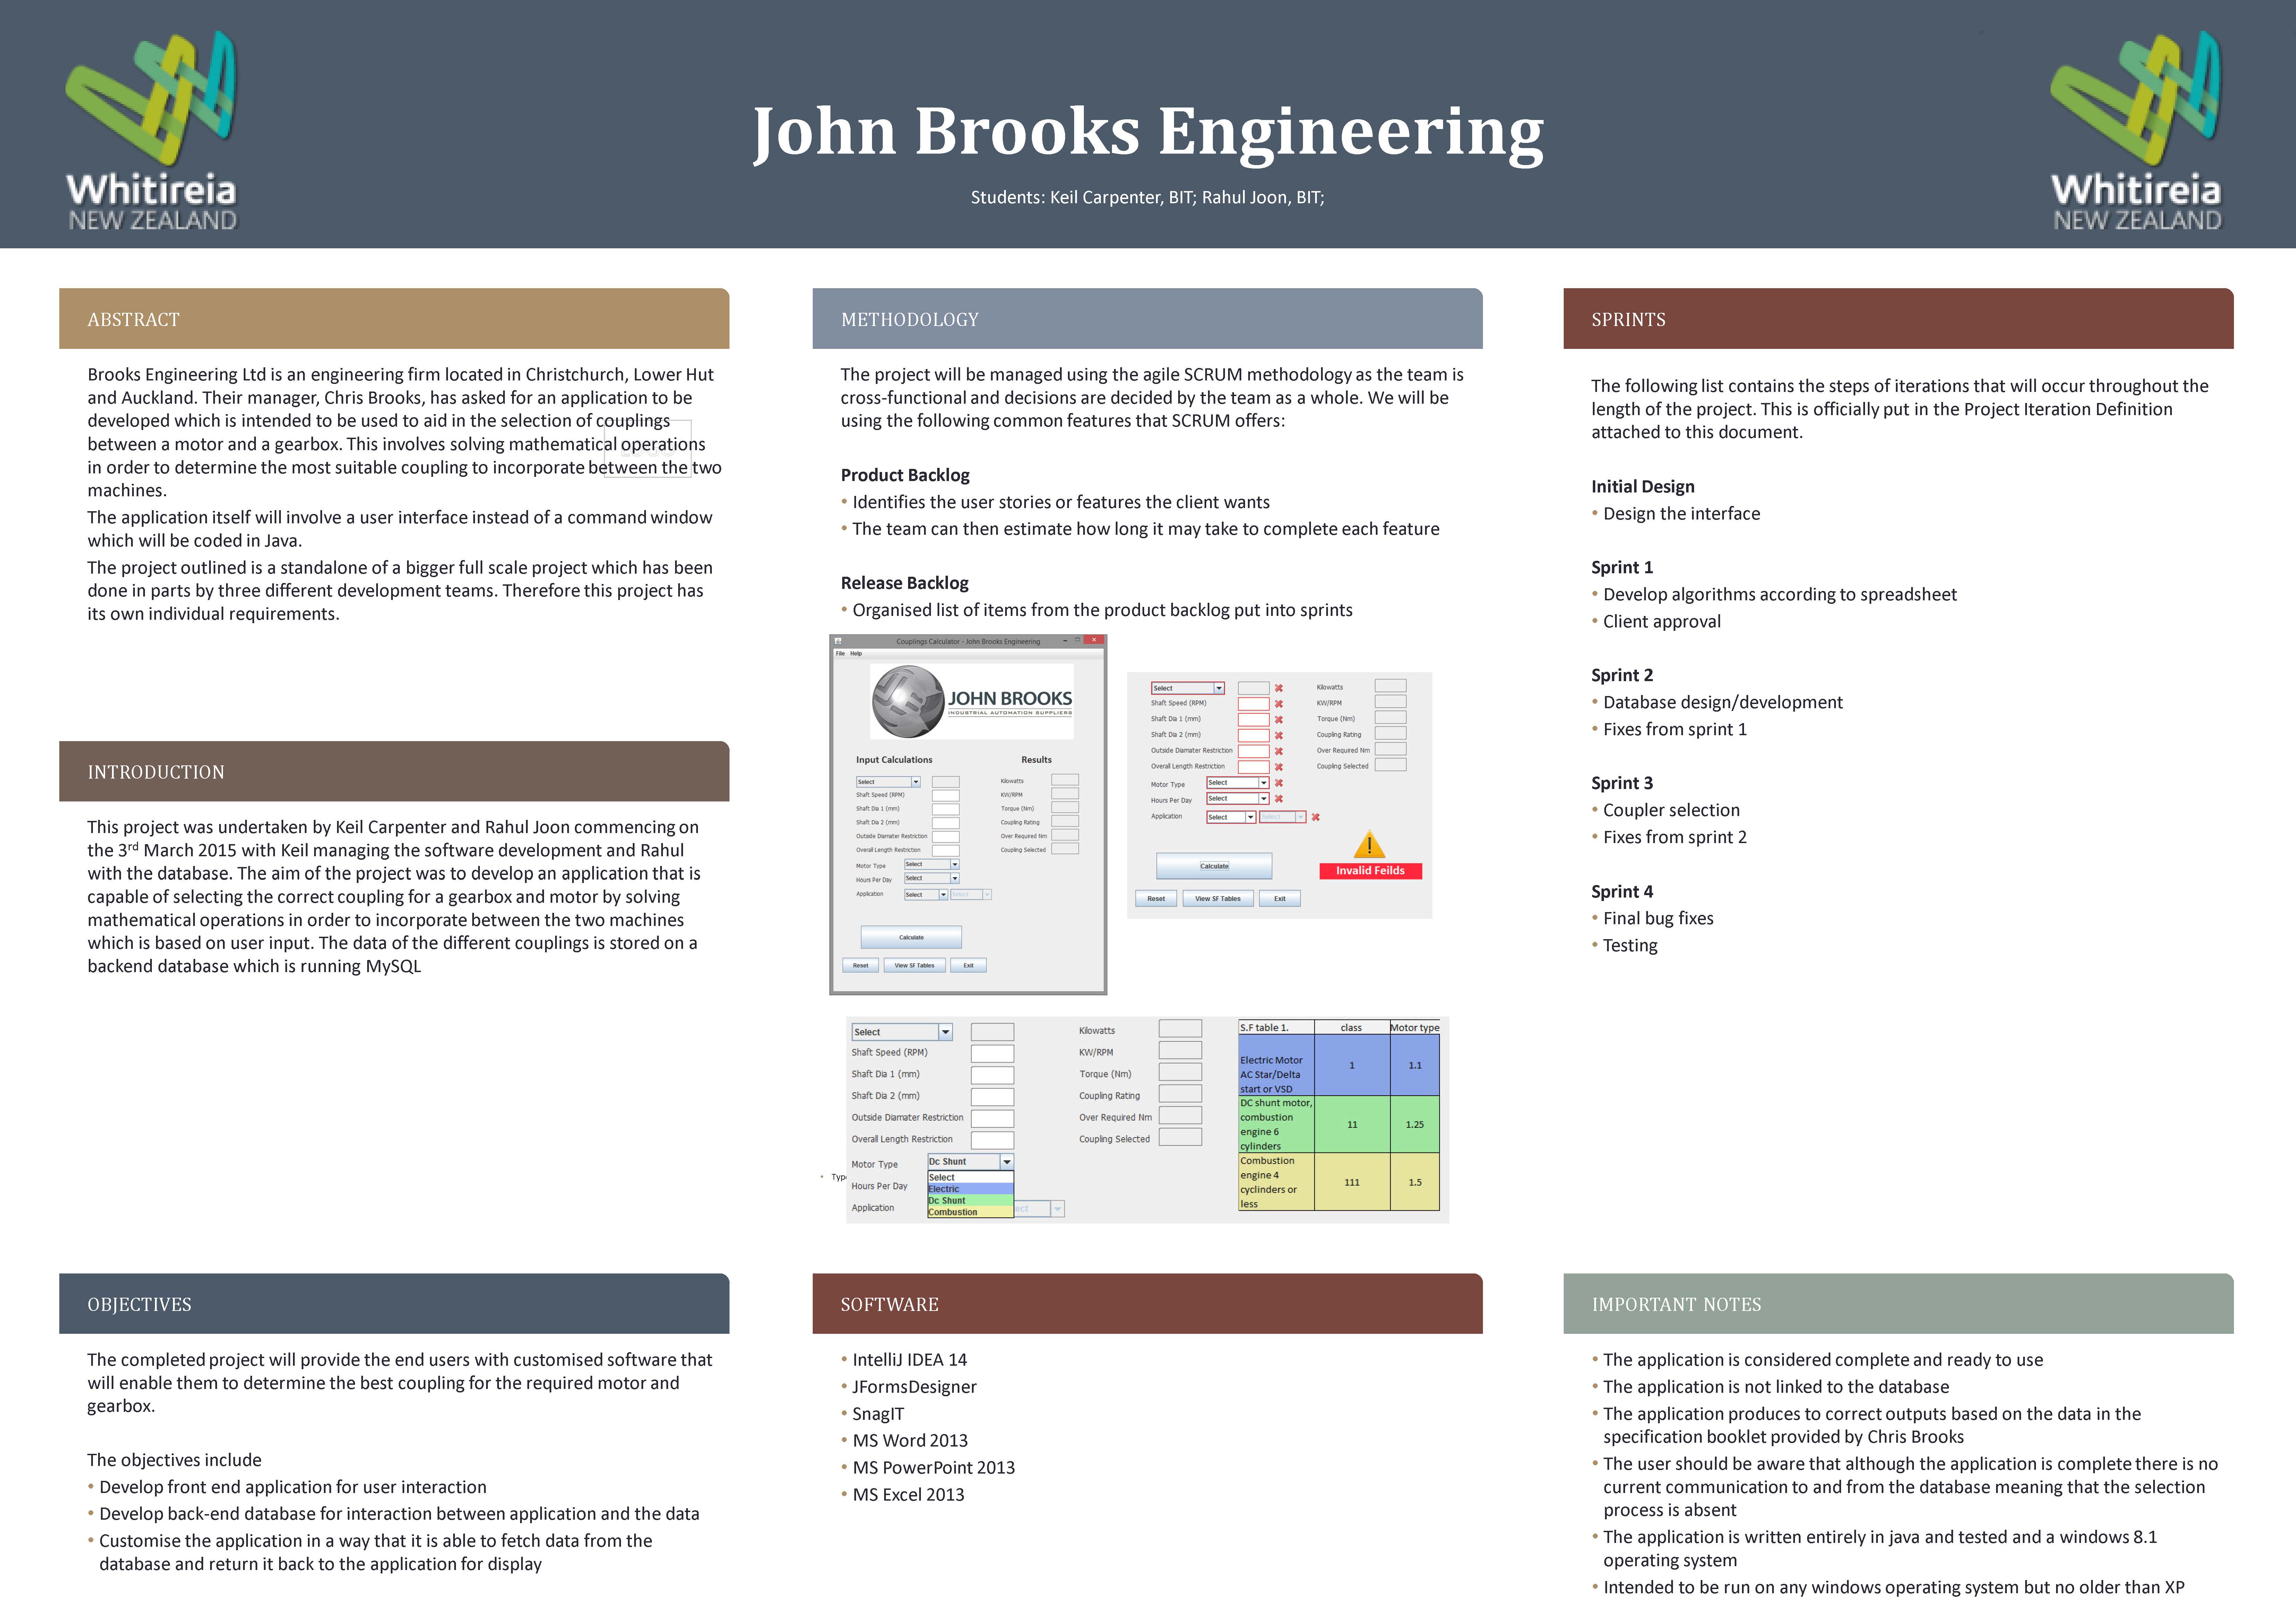 Whitireia
NEW ZEALAND
John Brooks Engineering
Students: Keil Carpenter, BIT; Rahul Joon, BIT;
Whitireia
NEW ZEALAND
ABSTRACT
Brooks Engineering Ltd is an engineering firm located in Christchurch, Lower Hut
and Auckland. Their manager, Chris Brooks, has asked for an application to be
developed which is intended to be used to aid in the selection of couplings
between a motor and a gearbox. This involves solving mathematical operations
in order to determine the most suitable coupling to incorporate between the two
machines.
The application itself will involve a user interface instead of a command window
which will be coded in Java.
The project outlined is a standalone of a bigger full scale project which has been
done in parts by three different development teams. Therefore this project has
its own individual requirements.
INTRODUCTION
This project was undertaken by Keil Carpenter and Rahul Joon commencing on
the 3rd March 2015 with Keil managing the software development and Rahul
with the database. The aim of the project was to develop an application that is
capable of selecting the correct coupling for a gearbox and motor by solving
mathematical operations in order to incorporate between the two machines
which is based on user input. The data of the different couplings is stored on a
backend database which is running MySQL
OBJECTIVES
The completed project will provide the end users with customised software that
will enable them to determine the best coupling for the required motor and
gearbox.
The objectives include
• Develop front end application for user interaction
• Develop back-end database for interaction between application and the data
• Customise the application in a way that it is able to fetch data from the
database and return it back to the application for display
METHODOLOGY
The project will be managed using the agile SCRUM methodology as the team is
cross-functional and decisions are decided by the team as a whole. We will be
using the following common features that SCRUM offers:
Product Backlog
• Identifies the user stories or features the client wants
• The team can then estimate how long it may take to complete each feature
Release Backlog
• Organised list of items from the product backlog put into sprints
Couplings Calculator - John Brooks Engineering
File Help
JOHN BROOKS
INDUSTRIAL AUTOMATION SUPPLIERS
Input Calculations Results
Select Kilowatts
Shaft Speed (RPM) KW/RPM
Shaft Dia 1 (mm) Torque (Nm)
Shaft Dia 2 (mm) Coupling Rating
Outside Diamater Restriction Over Required Nm
Overall Length Restriction Coupling Selected
Motor Type Select
Hours Per Day Select
Application Select Select
Calculate
Reset View SF Tables Exit
Select Kilowatts
Shaft Speed (RPM) KW/RPM
Shaft Dia 1 (mm) Torque (Nm)
Shaft Dia 2 (mm) Coupling Rating
Outside Diamater Restriction Over Required Nm
Overall Length Restriction Coupling Selected
Motor Type Select
Hours Per Day Select
Application Select Select
Calculate
Invalid Feilds
Reset View SF Tables Exit
Select Kilowatts
Shaft Speed (RPM) KW/RPM
Shaft Dia 1 (mm) Torque (Nm)
Shaft Dia 2 (mm) Coupling Rating
Outside Diamater Restriction Over Required Nm
Overall Length Restriction Coupling Selected
Motor Type Dc Shunt
Select
Hours Per Day Electric
Dc Shunt
Application Combustion ect
• Typ
S.F table 1. class Motor type
Electric Motor
AC Star/Delta 1 1.1
start or VSD
DC shunt motor,
combustion
engine 6 11 1.25
cylinders
Combustion
engine 4
cyclinders or 111 1.5
less
SOFTWARE
• IntelliJ IDEA 14
• JFormsDesigner
• SnagIT
• MS Word 2013
• MS PowerPoint 2013
• MS Excel 2013
SPRINTS
The following list contains the steps of iterations that will occur throughout the
length of the project. This is officially put in the Project Iteration Definition
attached to this document.
Initial Design
• Design the interface
Sprint 1
• Develop algorithms according to spreadsheet
• Client approval
Sprint 2
• Database design/development
• Fixes from sprint 1
Sprint 3
• Coupler selection
• Fixes from sprint 2
Sprint 4
• Final bug fixes
• Testing
IMPORTANT NOTES
• The application is considered complete and ready to use
• The application is not linked to the database
• The application produces to correct outputs based on the data in the
specification booklet provided by Chris Brooks
• The user should be aware that although the application is complete there is no
current communication to and from the database meaning that the selection
process is absent
• The application is written entirely in java and tested and a windows 8.1
operating system
• Intended to be run on any windows operating system but no older than XP